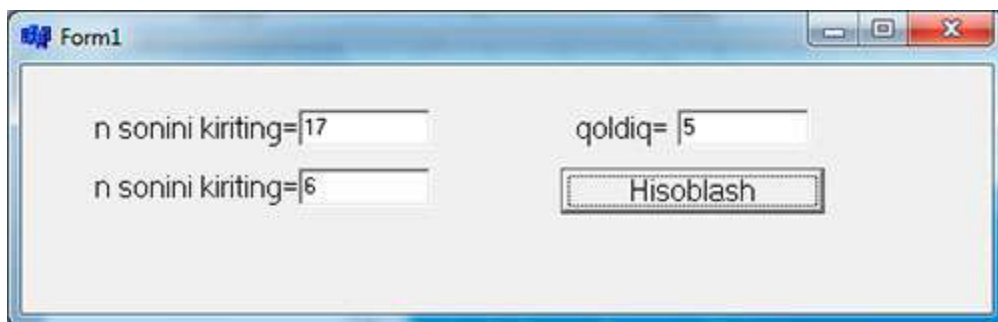 Form1
n sonini kiriting=17
qoldiq= 5
n sonini kiriting=6
Hisoblash